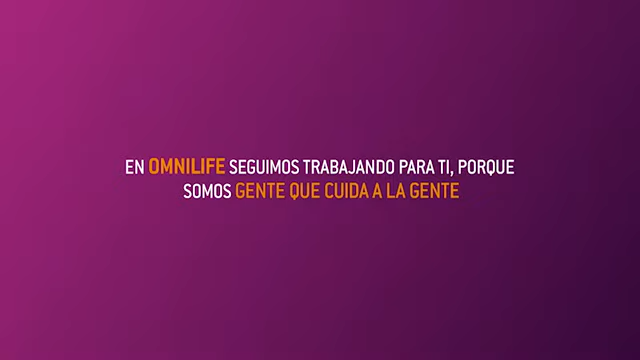 EN OMNILIFE SEGUIMOS TRABAJANDO PARA TI, PORQUE
SOMOS GENTE QUE CUIDA A LA GENTE